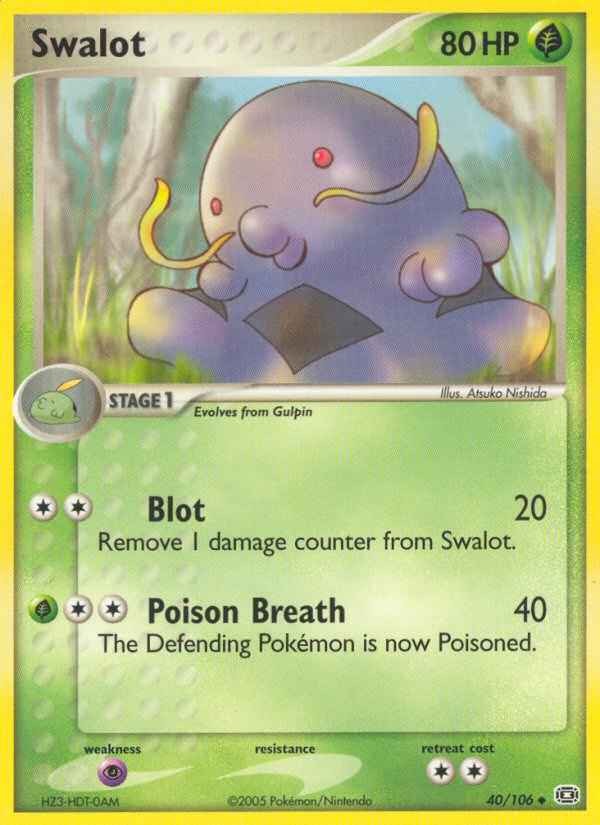 Swalot
80 HP
Illus. Atsuko Nishida
STAGE 1
Evolves from Gulpin
Blot 20
Remove 1 damage counter from Swalot.
Poison Breath 40
The Defending Pokémon is now Poisoned.
weakness resistance retreat cost
HZ3-HDT-0AM ©2005 Pokémon/Nintendo 40/106